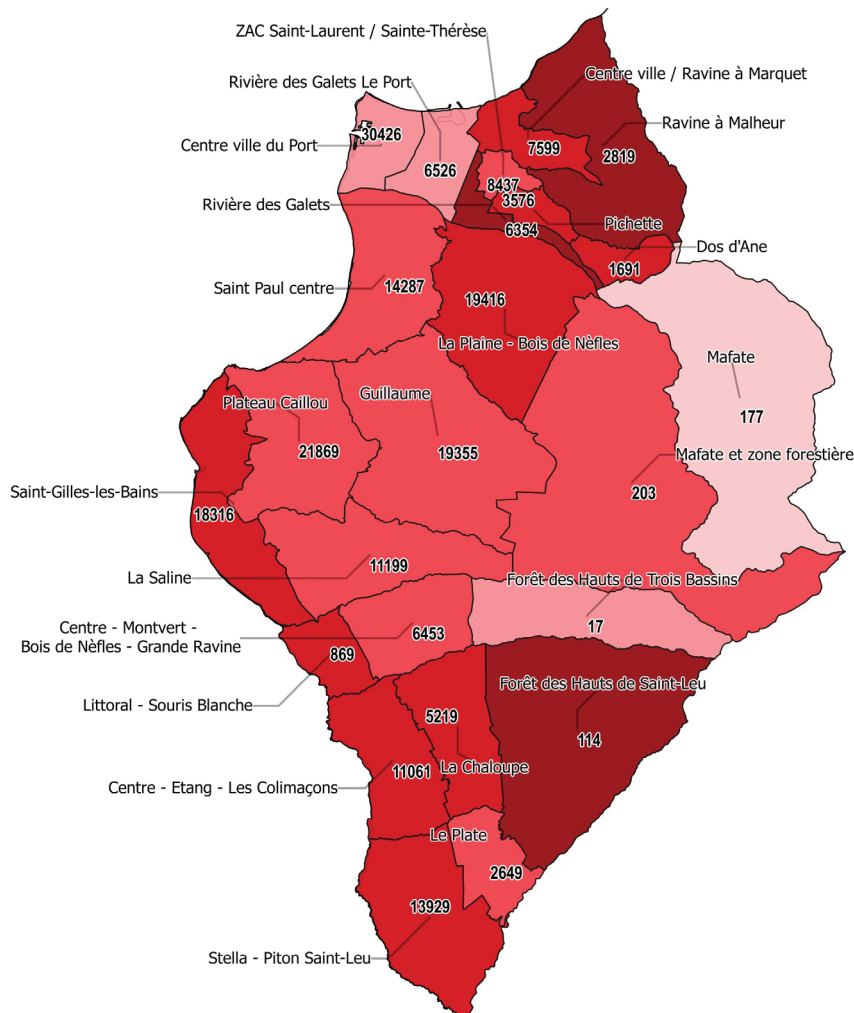 ZAC Saint-Laurent / Sainte-Thérèse
Rivière des Galets Le Port
Centre ville / Ravine à Marquet
Ravine à Malheur
Centre ville du Port
30426
6526
7599
2819
8437
3576
Rivière des Galets
6354
Pichette
Dos d'Ane
1691
Saint Paul centre
14287
19416
La Plaine - Bois de Nèfles
Mafate
177
Plateau Caillou
Guillaume
21869
19355
Mafate et zone forestière
203
Saint-Gilles-les-Bains
18316
La Saline
11199
Forêt des Hauts de Trois Bassins
17
Centre - Montvert -
Bois de Nèfles - Grande Ravine
6453
869
Littoral - Souris Blanche
Forêt des Hauts de Saint-Leu
114
5219
La Chaloupe
Centre - Etang - Les Colimaçons
11061
Le Plate
2649
13929
Stella - Piton Saint-Leu